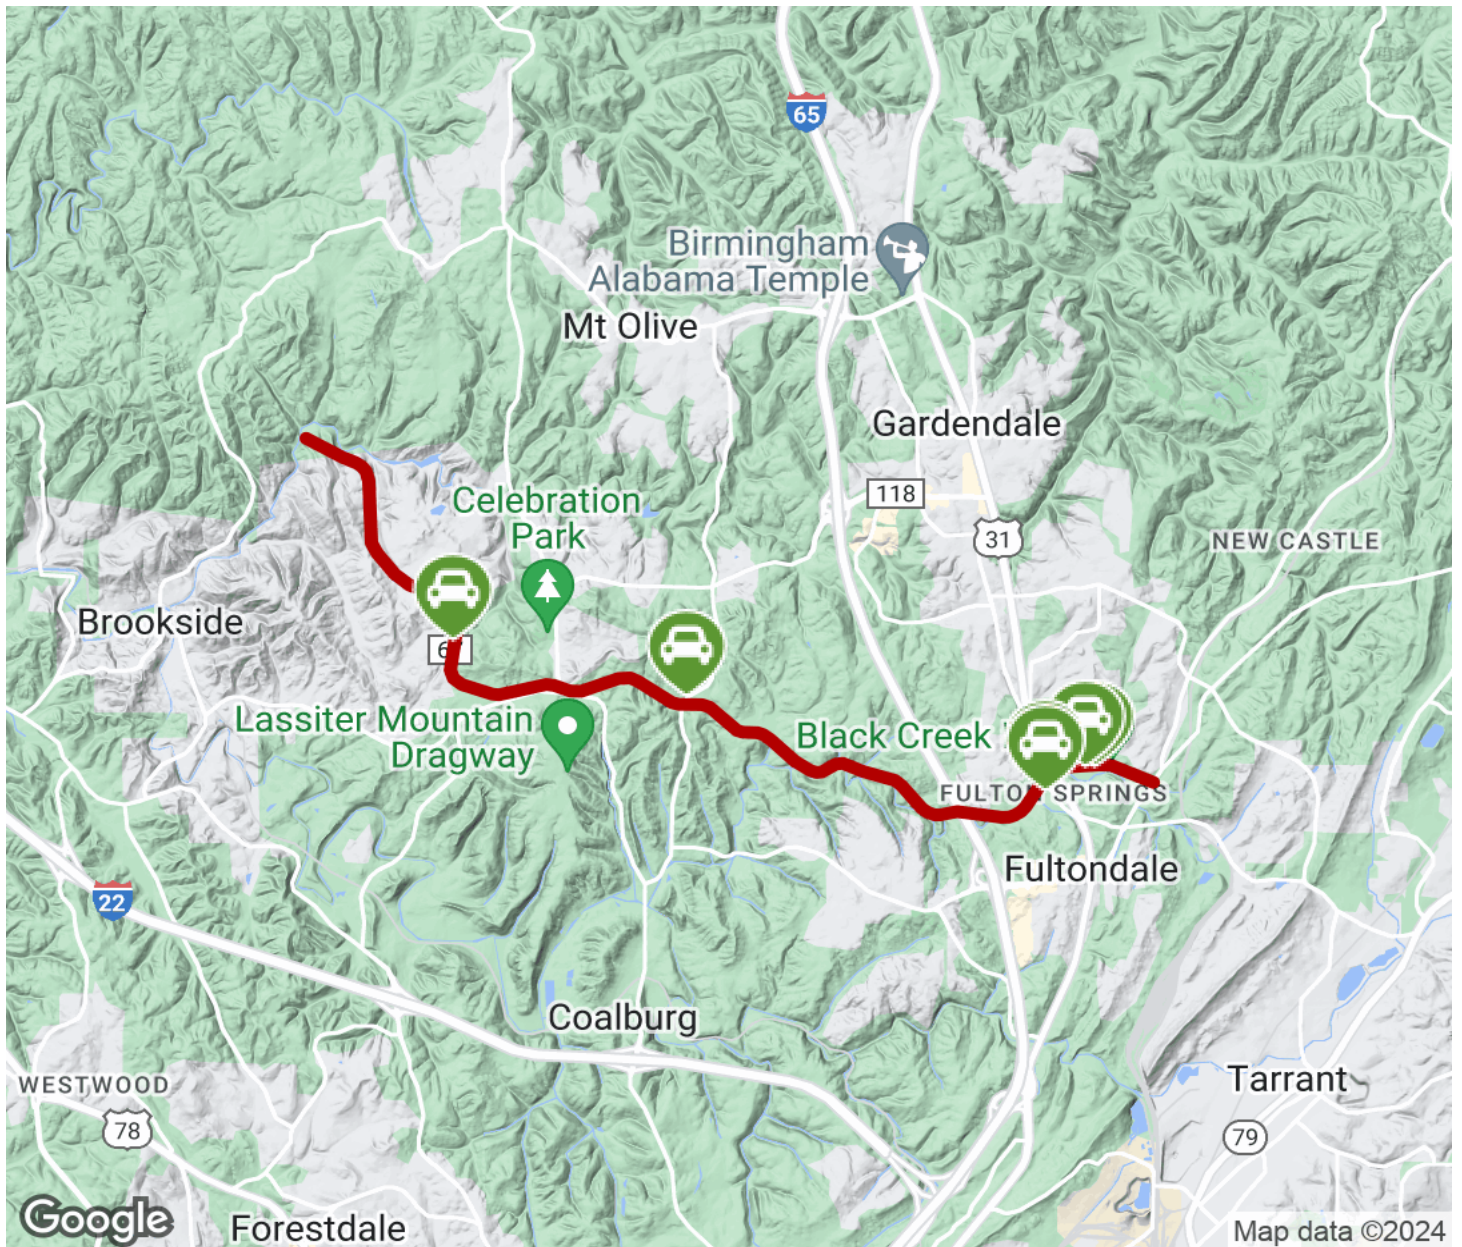 65
Birmingham
Alabama Temple
Mt Olive
Gardendale
118
31
Celebration
Park
NEW CASTLE
Brookside
Lassiter Mountain
Dragway
Black Creek
FULTON SPRINGS
Fultondale
22
Coalburg
WESTWOOD
78
Tarrant
79
Forestdale
Google
Map data ©2024